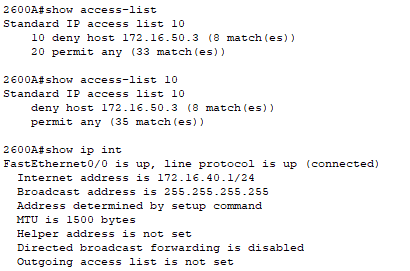 2600A#show access-list
Standard IP access list 10
    10 deny host 172.16.50.3 (8 match(es))
    20 permit any (33 match(es))
2600A#show access-list 10
Standard IP access list 10
    deny host 172.16.50.3 (8 match(es))
    permit any (35 match(es))
2600A#show ip int
FastEthernet0/0 is up, line protocol is up (connected)
  Internet address is 172.16.40.1/24
  Broadcast address is 255.255.255.255
  Address determined by setup command
  MTU is 1500 bytes
  Helper address is not set
  Directed broadcast forwarding is disabled
  Outgoing access list is not set